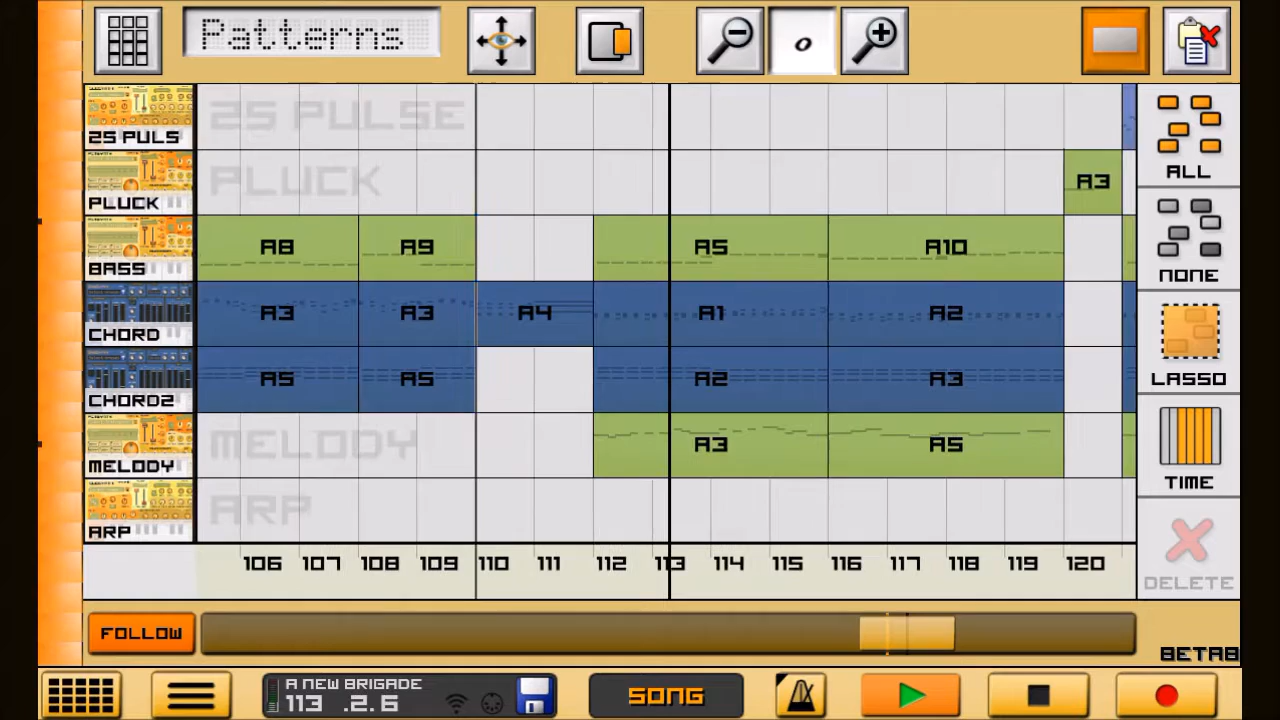 Patterns
o
25 PULS
25 PULSE
ALL
PLUCK
PLUCK
A3
BASS
A8 A9 A5 A10
NONE
CHORD
A3 A3 A4 A1 A2
CHORD2
A5 A5 A2 A3
LASSO
MELODY
MELODY
A3 A5
TIME
ARP
ARP
106 107 108 109 110 111 112 113 114 115 116 117 118 119 120
DELETE
FOLLOW
BETA8
A NEW BRIGADE
113 .2. 6
SONG